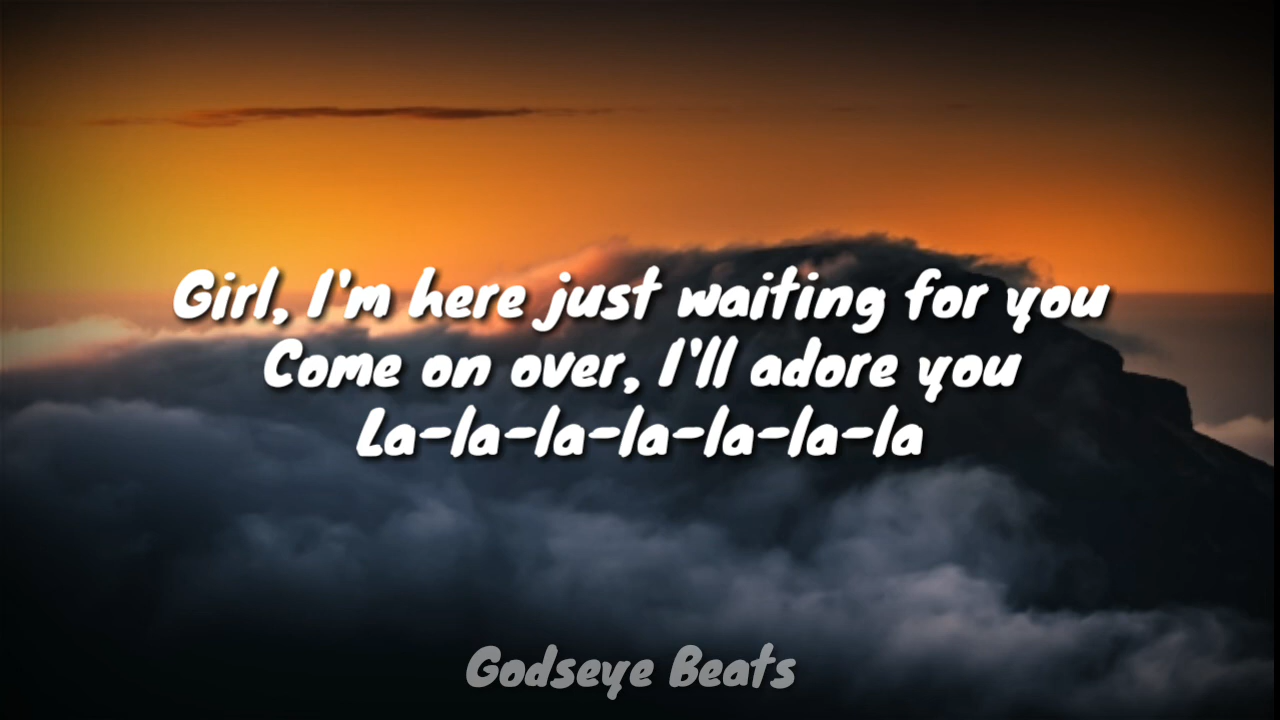 Girl, I'm here just waiting for you
Come on over, I'll adore you
La-la-la-la-la-la-la
Godseye Beats